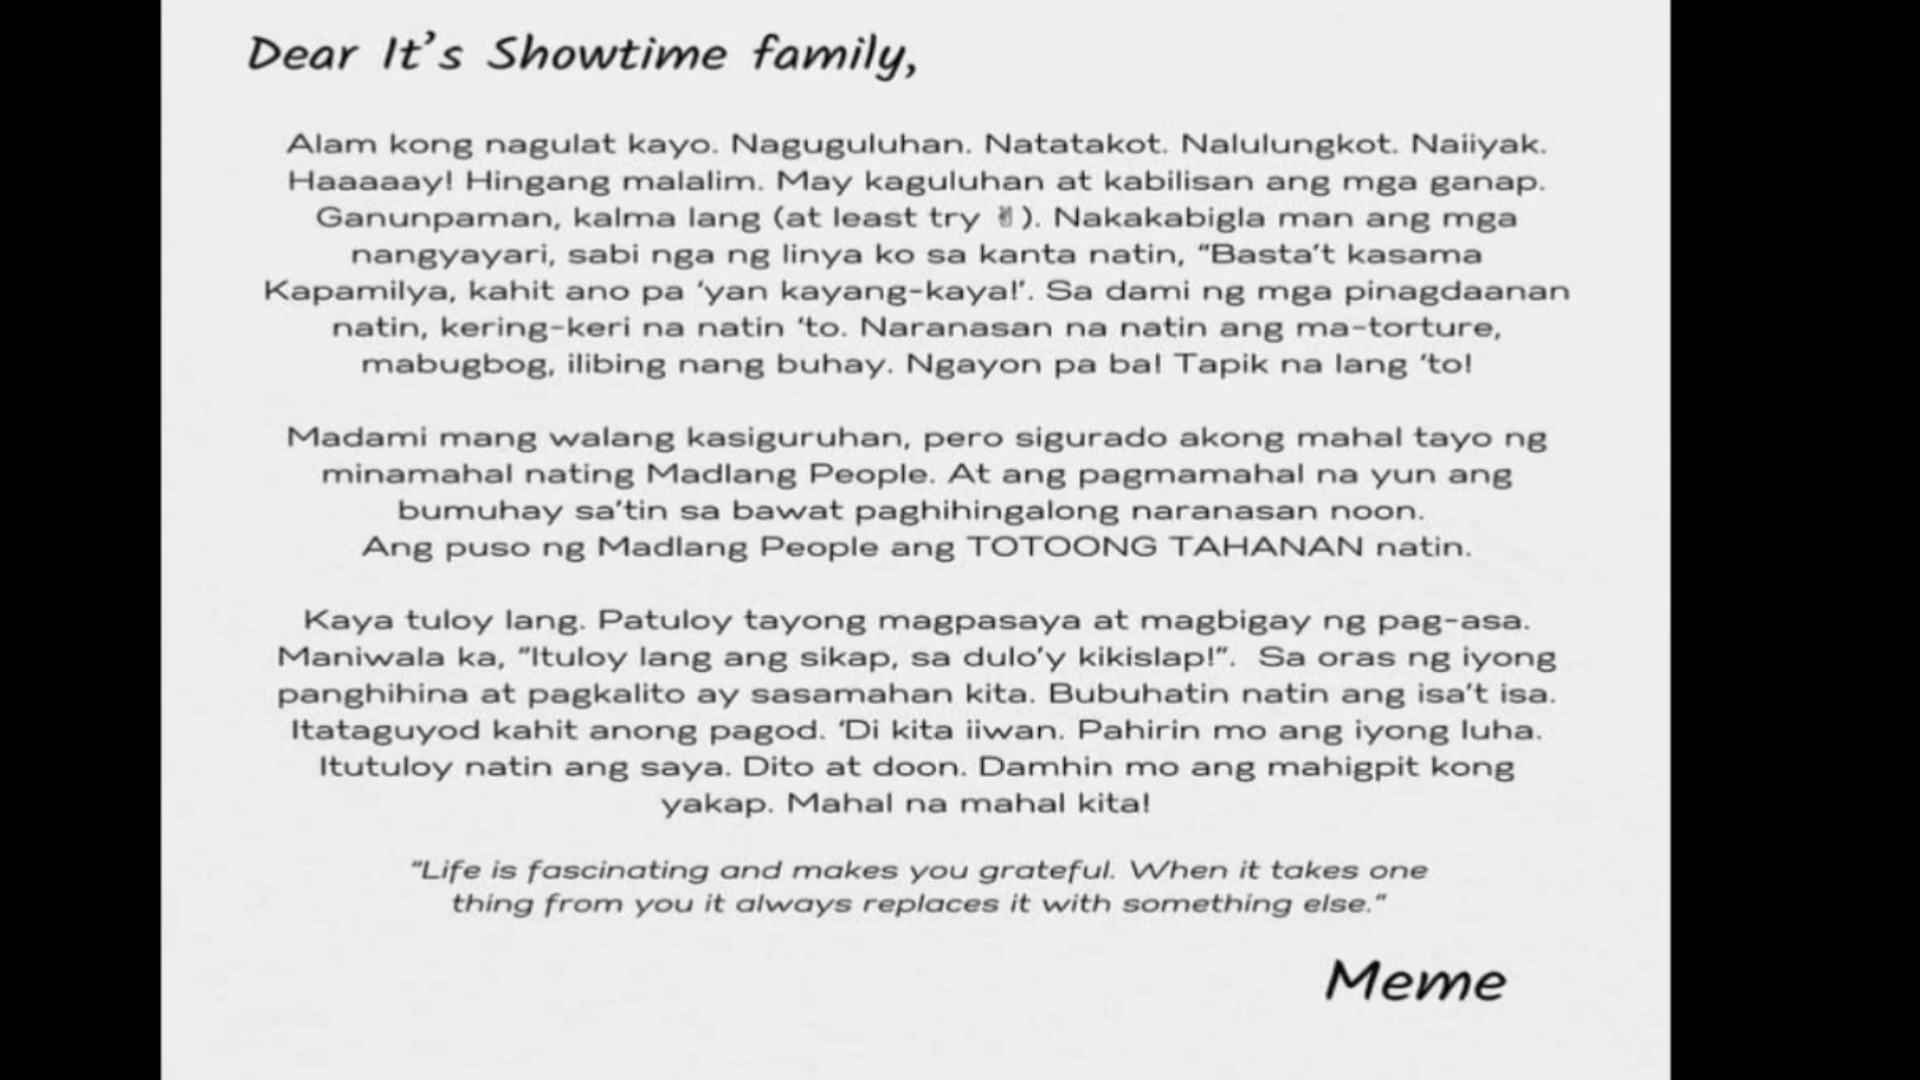 Dear It’s Showtime family,
Alam kong nagulat kayo. Naguguluhan. Natatakot. Nalulungkot. Naiiyak.
Haaaaay! Hingang malalim. May kaguluhan at kabilisan ang mga ganap.
Ganunpaman, kalma lang (at least try ✌). Nakakabigla man ang mga
nangyayari, sabi nga ng linya ko sa kanta natin, “Basta’t kasama
Kapamilya, kahit ano pa ‘yan kayang-kaya!’. Sa dami ng mga pinagdaanan
natin, kering-keri na natin ‘to. Naranasan na natin ang ma-torture,
mabugbog, ilibing nang buhay. Ngayon pa ba! Tapik na lang ‘to!
Madami mang walang kasiguruhan, pero sigurado akong mahal tayo ng
minamahal nating Madlang People. At ang pagmamahal na yun ang
bumuhay sa’tin sa bawat paghihingalong naranasan noon.
Ang puso ng Madlang People ang TOTOONG TAHANAN natin.
Kaya tuloy lang. Patuloy tayong magpasaya at magbigay ng pag-asa.
Maniwala ka, “Ituloy lang ang sikap, sa dulo’y kikislap!”. Sa oras ng iyong
panghihina at pagkalito ay sasamahan kita. Bubuhatin natin ang isa’t isa.
Itataguyod kahit anong pagod. ‘Di kita iiwan. Pahirin mo ang iyong luha.
Itutuloy natin ang saya. Dito at doon. Damhin mo ang mahigpit kong
yakap. Mahal na mahal kita!
“Life is fascinating and makes you grateful. When it takes one
thing from you it always replaces it with something else.”
Meme